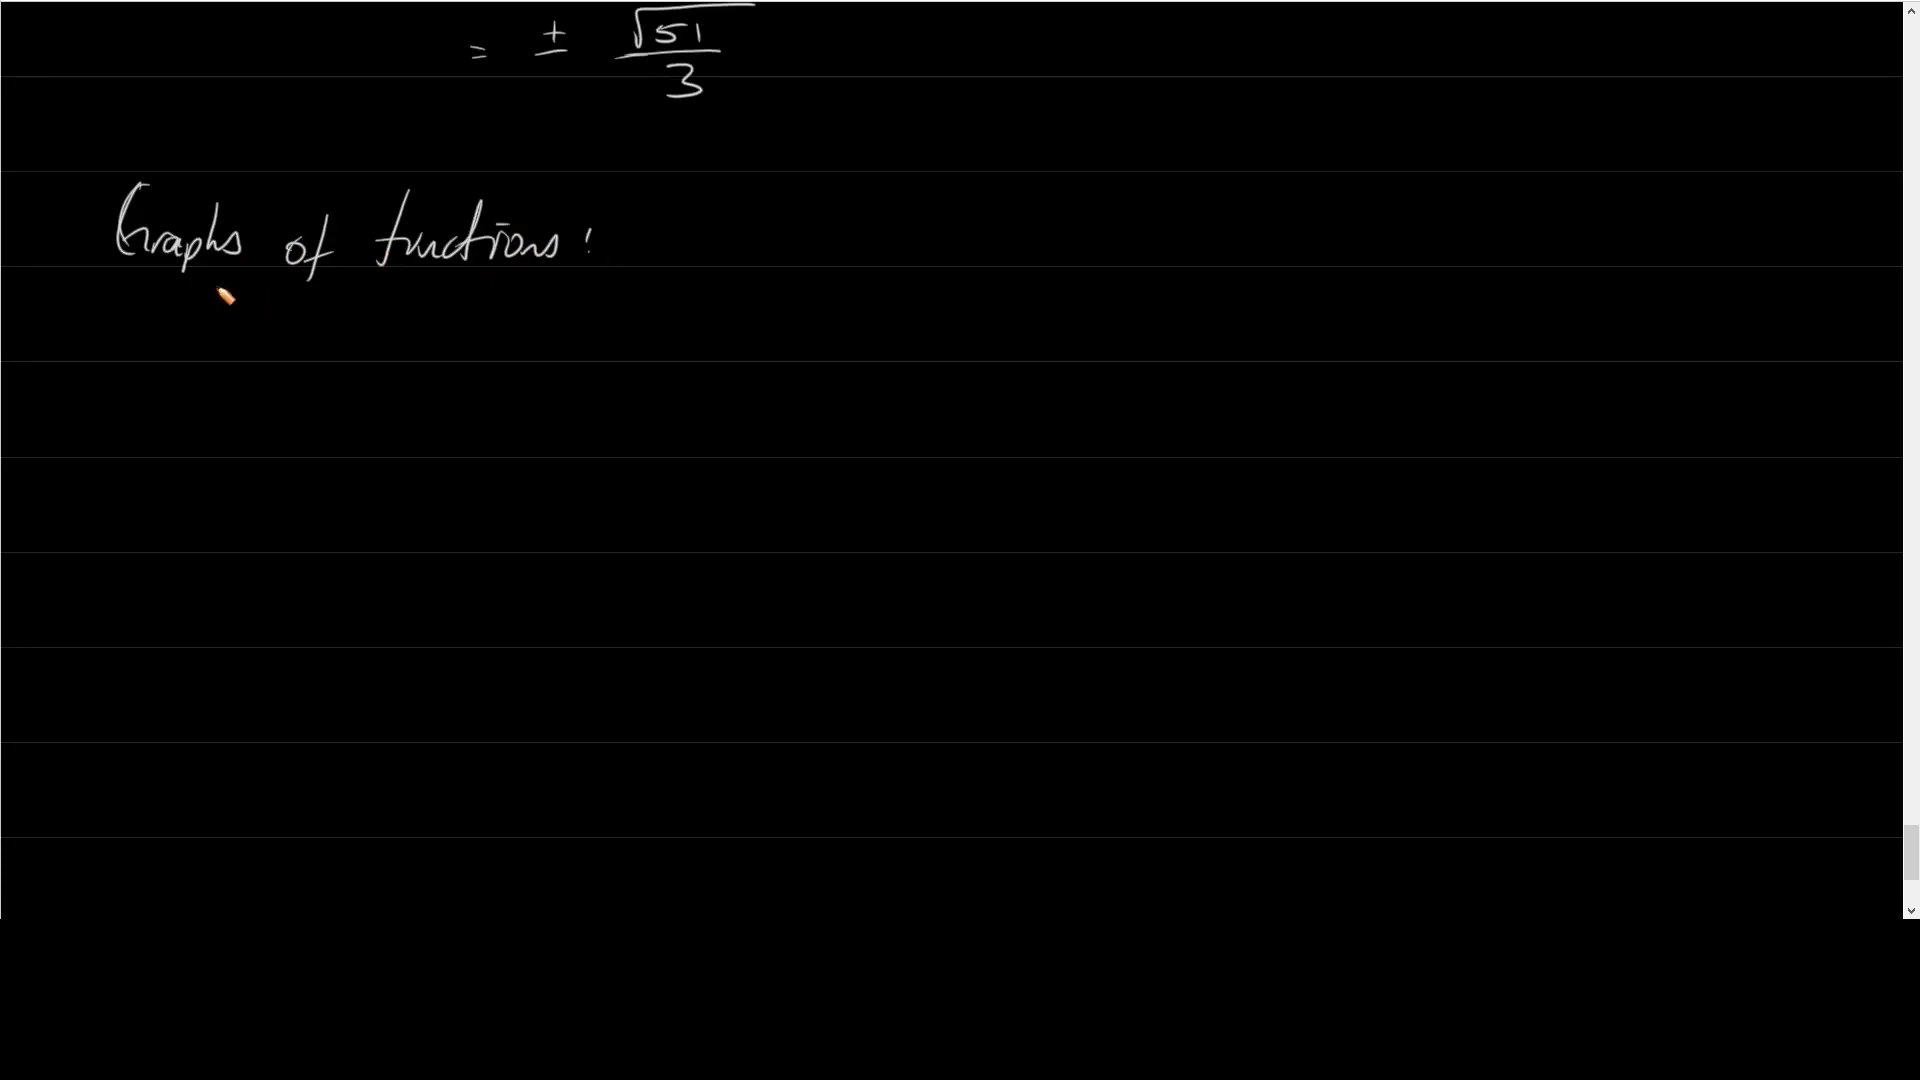 = ± √51/3
Graphs of functions: